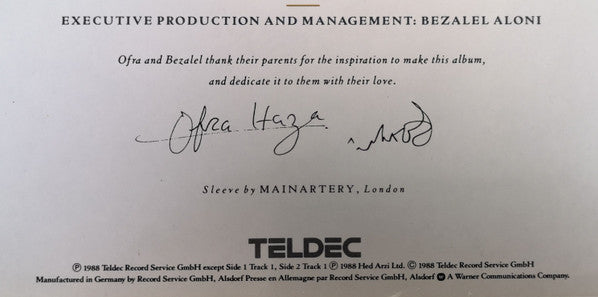 EXECUTIVE PRODUCTION AND MANAGEMENT: BEZALEL ALONI
Ofra and Bezalel thank their parents for the inspiration to make this album,
and dedicate it to them with their love.
Ofra Haza
Sleeve by MAINARTERY, London
TELDEC
Ⓟ 1988 Teldec Record Service GmbH except Side 1 Track 1, Side 2 Track 1 Ⓟ 1988 Hed Arzi Ltd. © 1988 Teldec Record Service GmbH
Manufactured in Germany by Record Service GmbH, Alsdorf Presse en Allemagne par Record Service GmbH, Alsdorf A Warner Communications Company.